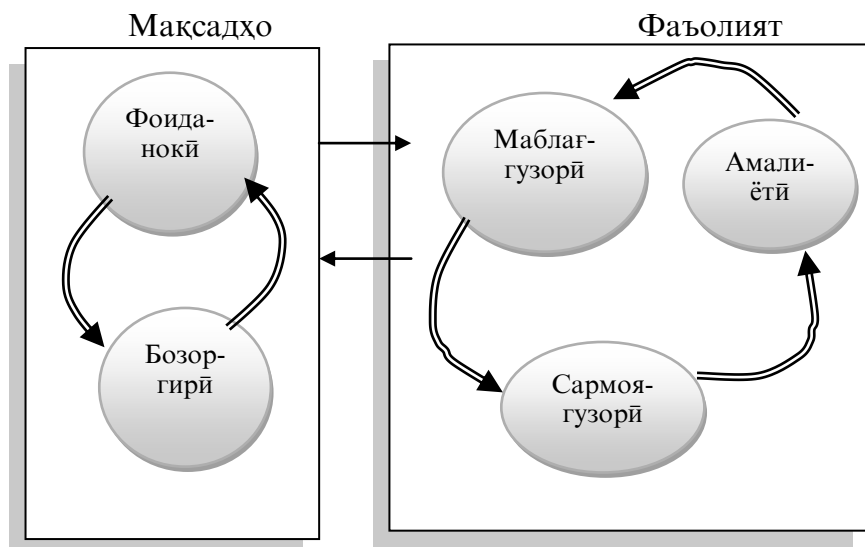 Мақсадҳо
Фаъолият
Фоида-
нокӣ
Бозор-
гирӣ
Маблағ-
гузорӣ
Амали-
ётӣ
Сармоя-
гузорӣ